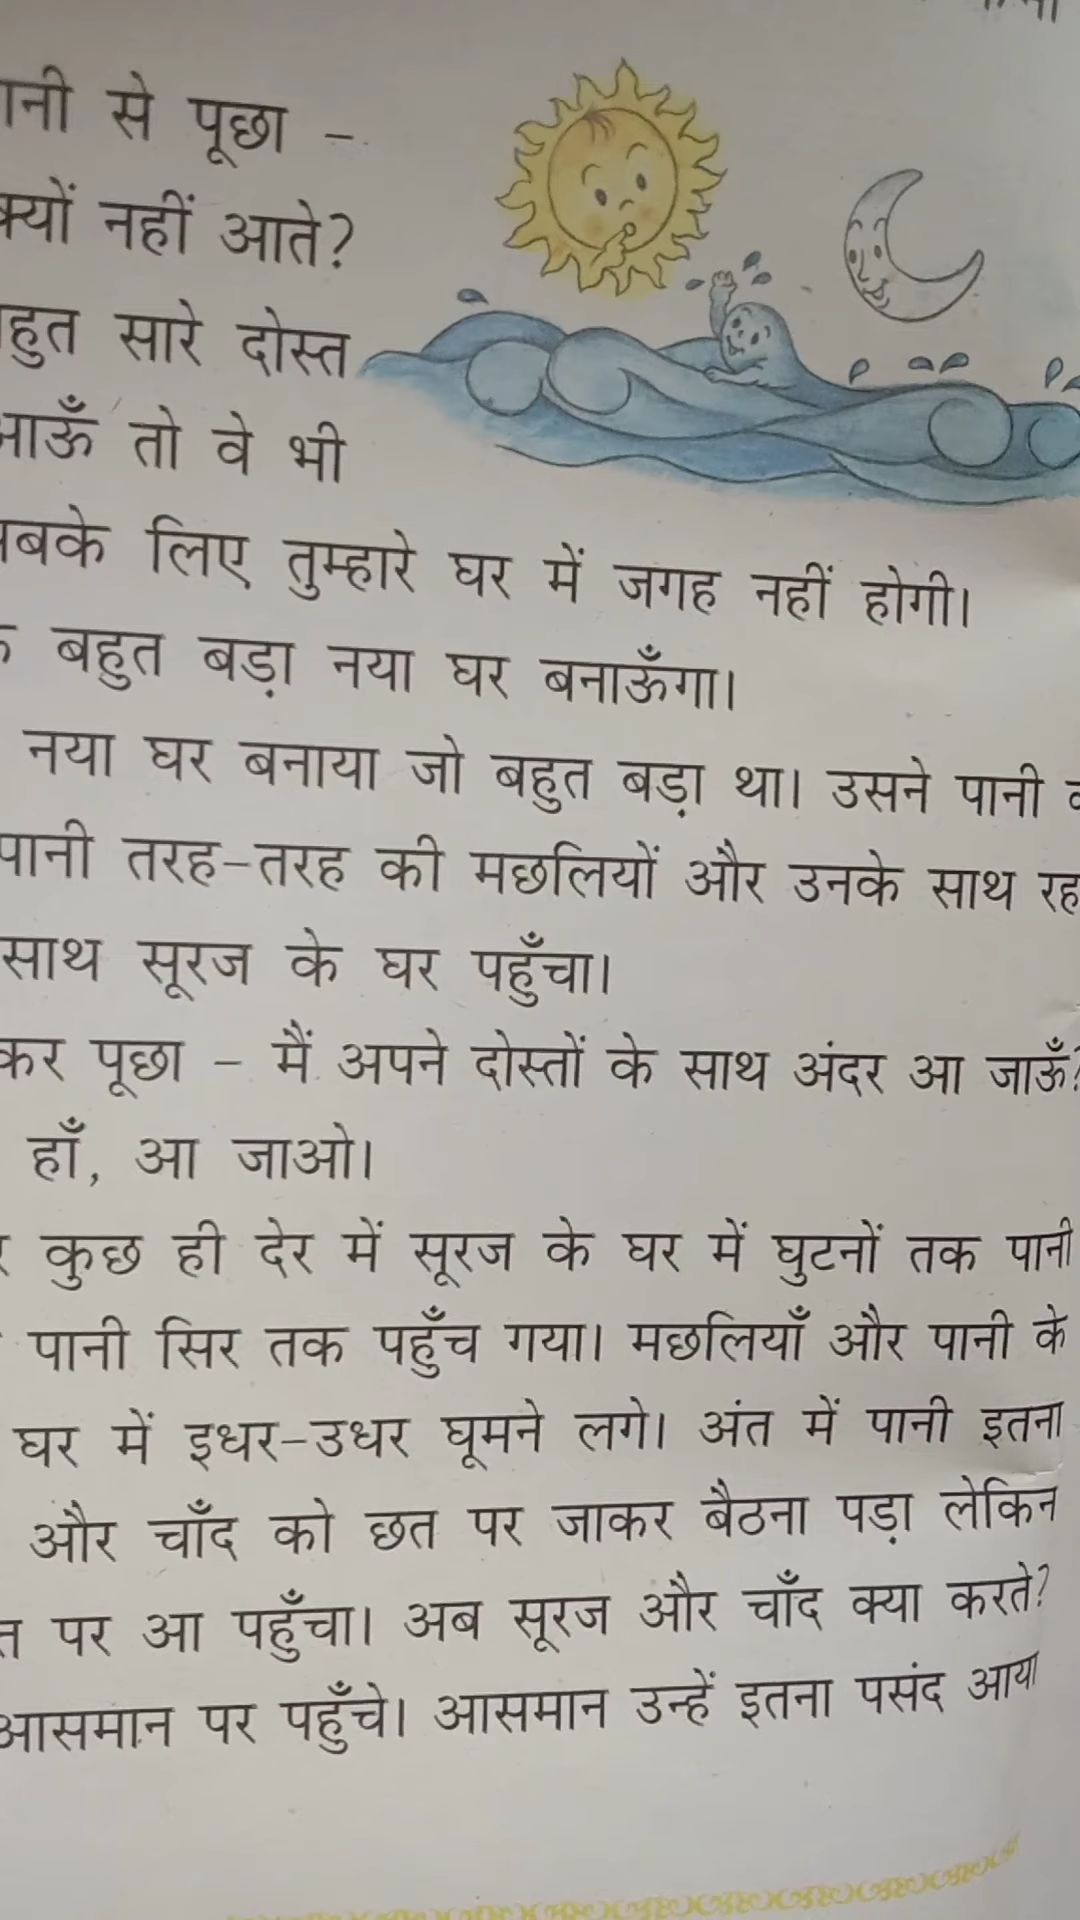 से पूछा –
नहीं आते?
सारे दोस्त
तो वे भी
लिए तुम्हारे घर में जगह नहीं होगी।
बहुत बड़ा नया घर बनाऊँगा।
नया घर बनाया जो बहुत बड़ा था। उसने पानी
पानी तरह-तरह की मछलियों और उनके साथ
साथ सूरज के घर पहुँचा।
कर पूछा – मैं अपने दोस्तों के साथ अंदर आ जाऊँ?
हाँ, आ जाओ।
कुछ ही देर में सूरज के घर में घुटनों तक पानी
पानी सिर तक पहुँच गया। मछलियाँ और पानी के
घर में इधर-उधर घूमने लगे। अंत में पानी इतना
और चाँद को छत पर जाकर बैठना पड़ा लेकिन
पर आ पहुँचा। अब सूरज और चाँद क्या करते?
आसमान पर पहुँचे। आसमान उन्हें इतना पसंद आया